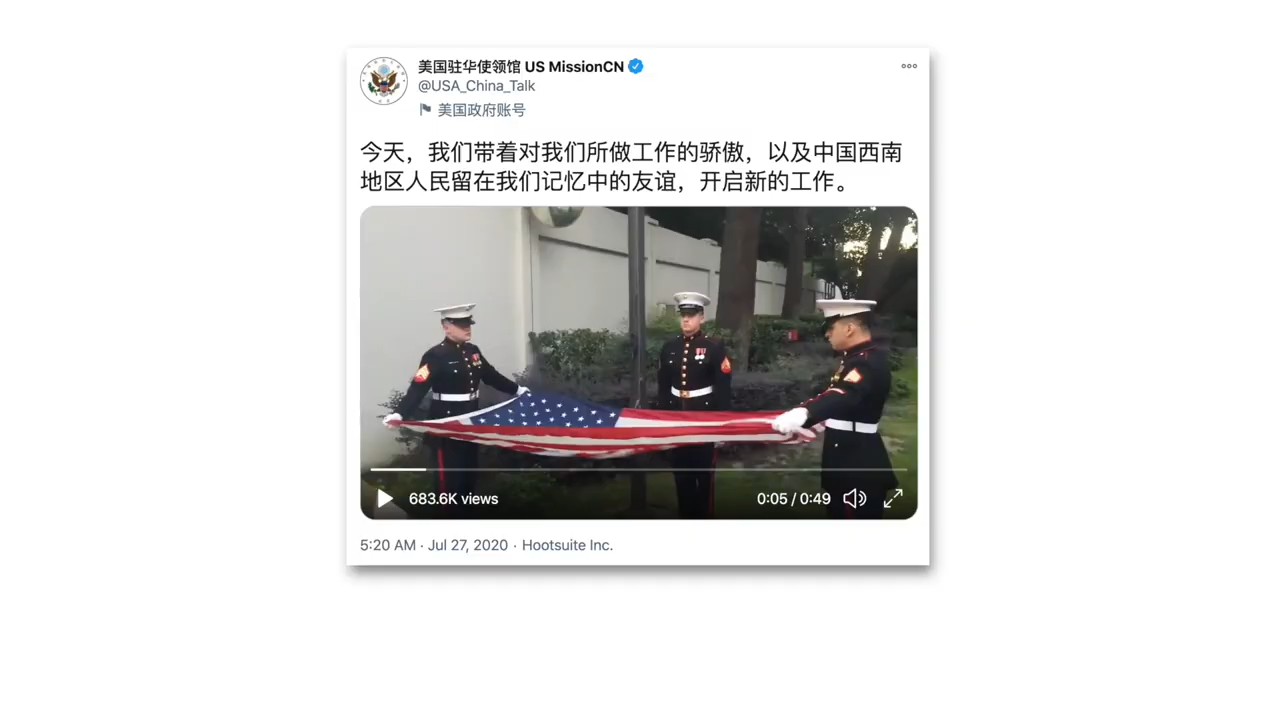 美国驻华使领馆 US MissionCN
@USA_China_Talk
美国政府账号
今天，我们带着对我们所做工作的骄傲，以及中国西南
地区人民留在我们记忆中的友谊，开启新的工作。
683.6K views
0:05 / 0:49
5:20 AM · Jul 27, 2020 · Hootsuite Inc.